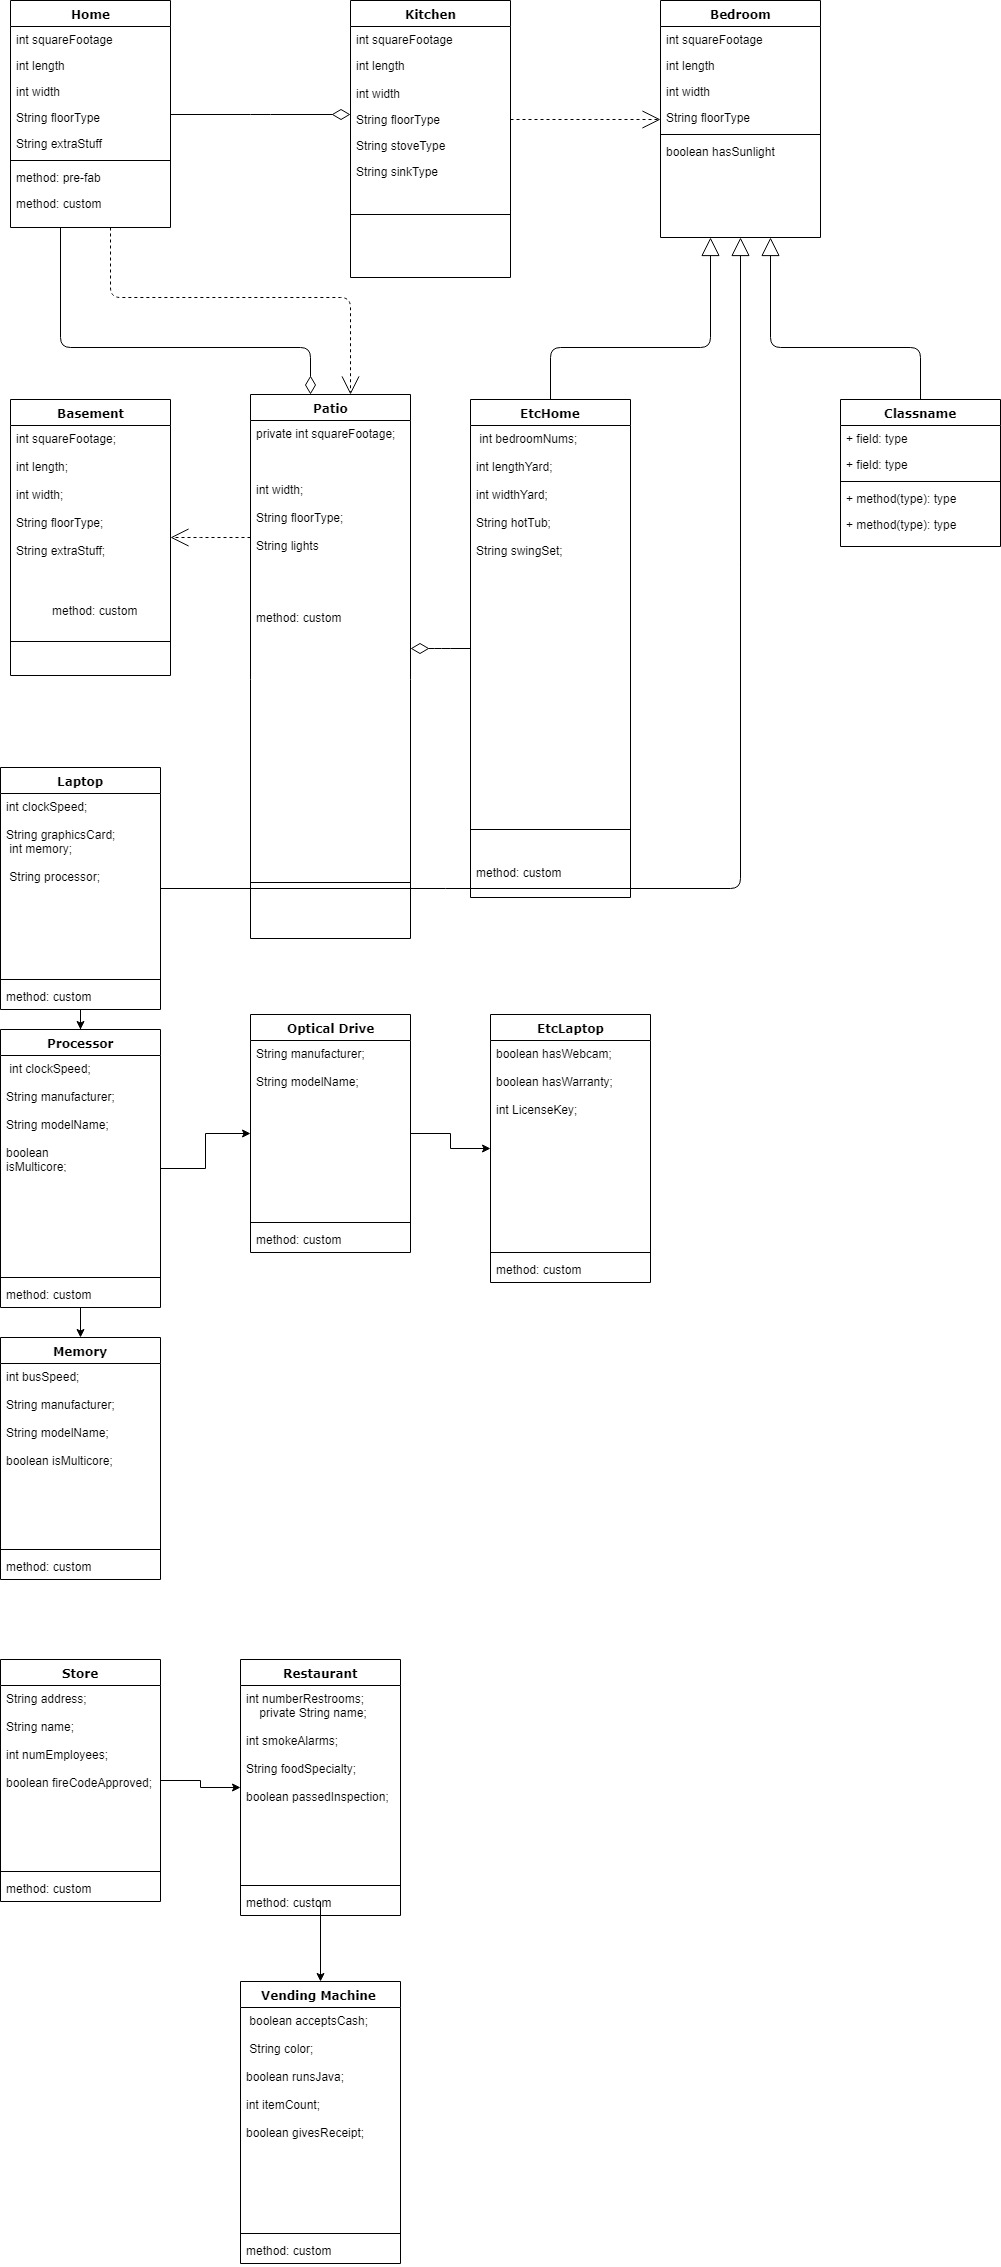 Home
int squareFootage
int length
int width
String floorType
String extraStuff
method: pre-fab
method: custom
Kitchen
int squareFootage
int length
int width
String floorType
String stoveType
String sinkType
Bedroom
int squareFootage
int length
int width
String floorType
boolean hasSunlight
Basement
int squareFootage;
int length;
int width;
String floorType;
String extraStuff;
method: custom
Patio
private int squareFootage;
int width;
String floorType;
String lights
method: custom
EtcHome
int bedroomNums;
int lengthYard;
int widthYard;
String hotTub;
String swingSet;
method: custom
Classname
+ field: type
+ field: type
+ method(type): type
+ method(type): type
Laptop
int clockSpeed;
String graphicsCard;
int memory;
String processor;
method: custom
Processor
int clockSpeed;
String manufacturer;
String modelName;
boolean
isMulticore;
method: custom
Optical Drive
String manufacturer;
String modelName;
method: custom
EtcLaptop
boolean hasWebcam;
boolean hasWarranty;
int LicenseKey;
method: custom
Memory
int busSpeed;
String manufacturer;
String modelName;
boolean isMulticore;
method: custom
Store
String address;
String name;
int numEmployees;
boolean fireCodeApproved;
method: custom
Restaurant
int numberRestrooms;
private String name;
int smokeAlarms;
String foodSpecialty;
boolean passedInspection;
method: custom
Vending Machine
boolean acceptsCash;
String color;
boolean runsJava;
int itemCount;
boolean givesReceipt;
method: custom